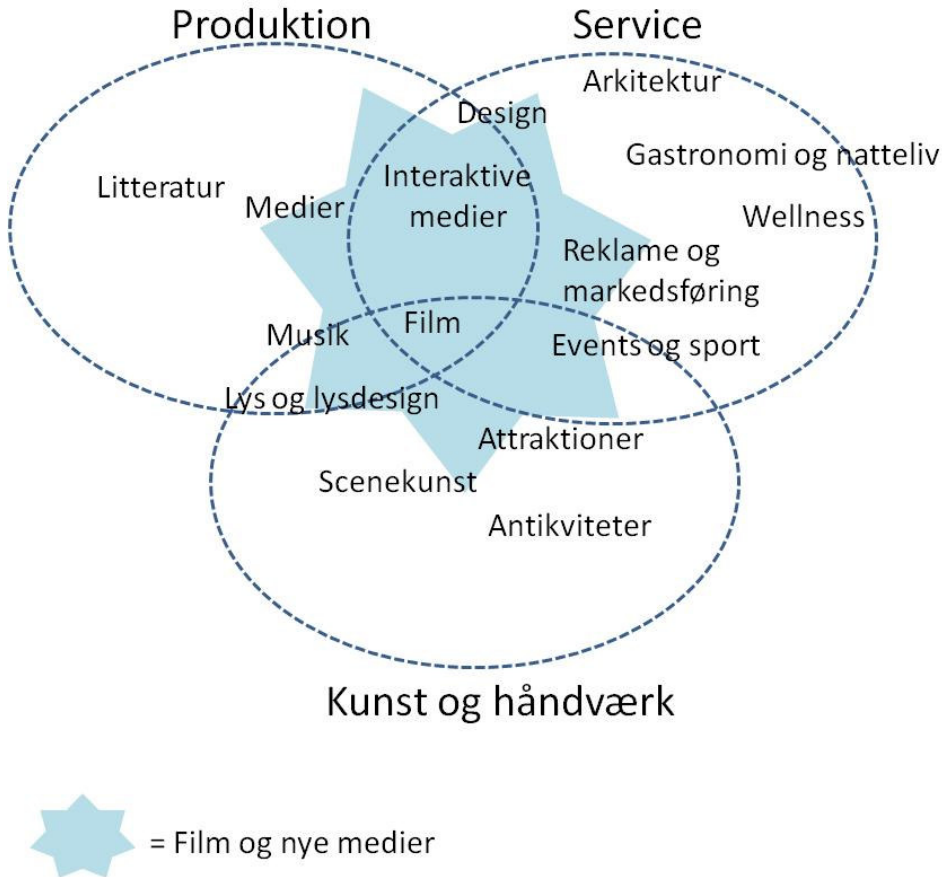 Produktion
Service
Arkitektur
Design
Gastronomi og natteliv
Litteratur
Medier
Interaktive
medier
Wellness
Reklame og
markedsføring
Musik
Film
Events og sport
Lys og lysdesign
Attraktioner
Scenekunst
Antikviteter
Kunst og håndværk
= Film og nye medier